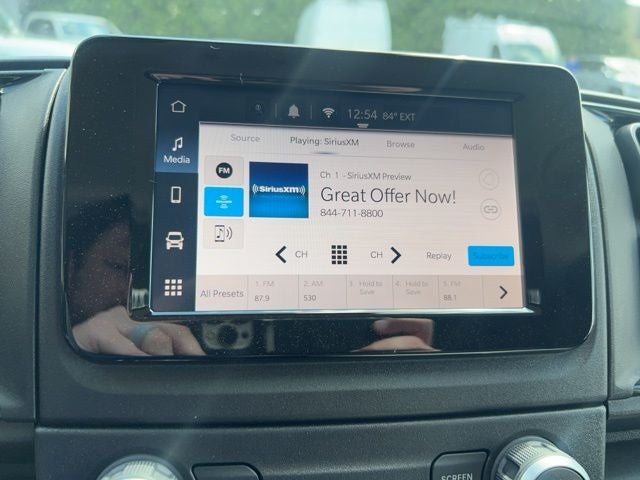 12:54 84° EXT
Source Playing: SiriusXM Browse Audio
Media
FM
Ch 1 - SiriusXM Preview
((SiriusXM))
Great Offer Now!
844-711-8800
CH CH Replay Subscribe
All Presets
1. FM
87.9
2. AM
530
3. Hold to
Save
4. Hold to
Save
5. FM
88.1
SCREEN